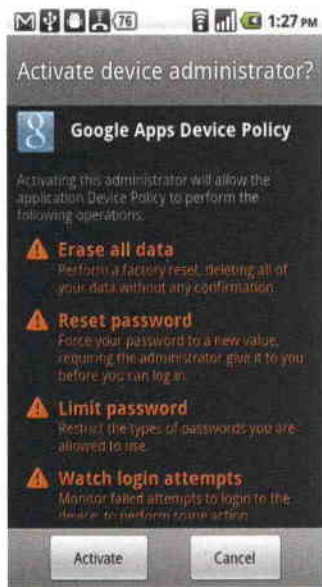 76 1:27 PM
Activate device administrator?
Google Apps Device Policy
Activating this administrator will allow the
application Device Policy to perform the
following operations.
Erase all data
Perform a factory reset, deleting all of
your data without any confirmation.
Reset password
Force your password to a new value,
requiring the administrator give it to you
before you can log in.
Limit password
Restrict the types of passwords you are
allowed to use.
Watch login attempts
Monitor failed attempts to login to the
device, to perform some action.
Activate Cancel